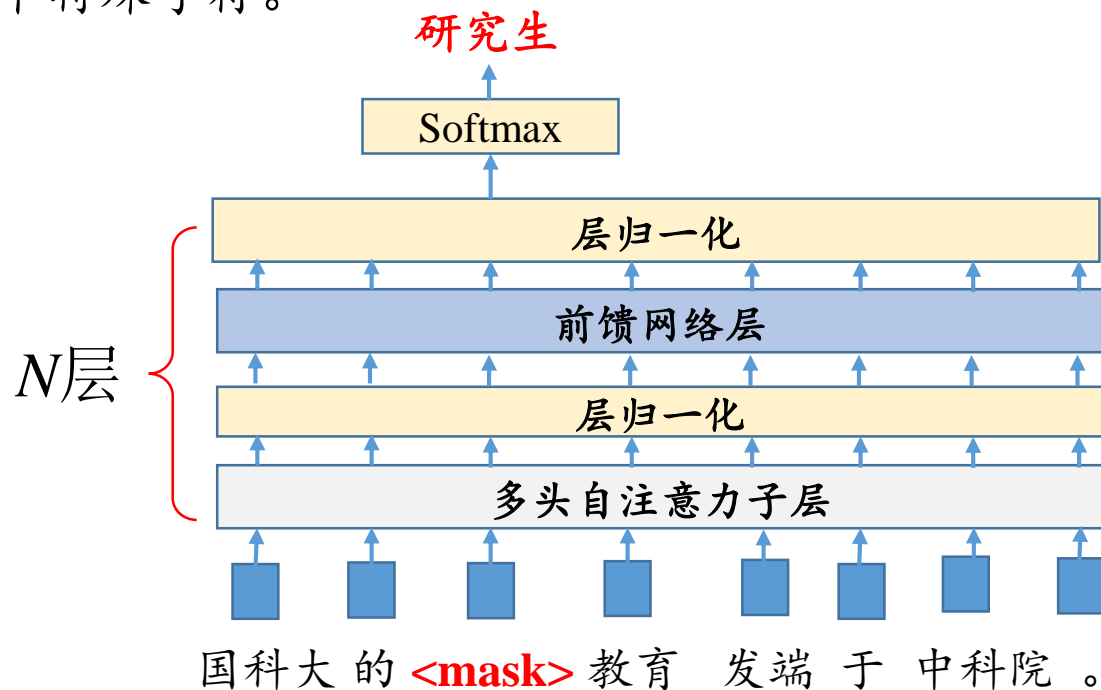 研究生
Softmax
层归一化
前馈网络层
N层
层归一化
多头自注意力子层
国科大 的 <mask> 教育 发端 于 中科院 。